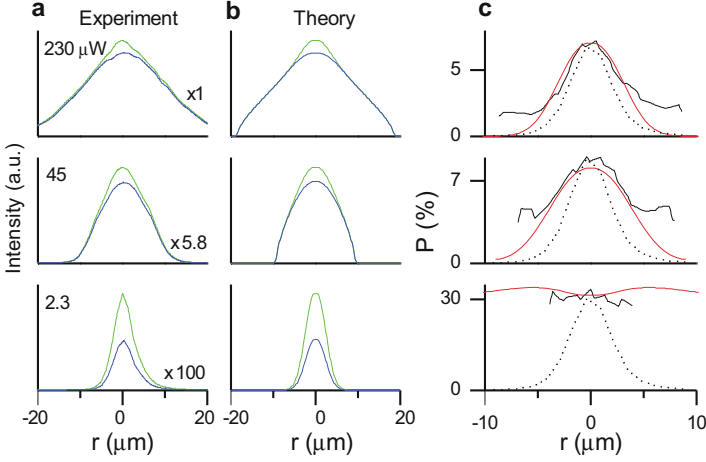 a Experiment b Theory c
230 μW
x1
5
0
45
x5.8
7
0
2.3
x100
30
0
Intensity (a.u.)
P (%)
-20 0 20 -20 0 20 -10 0 10
r (μm) r (μm) r (μm)